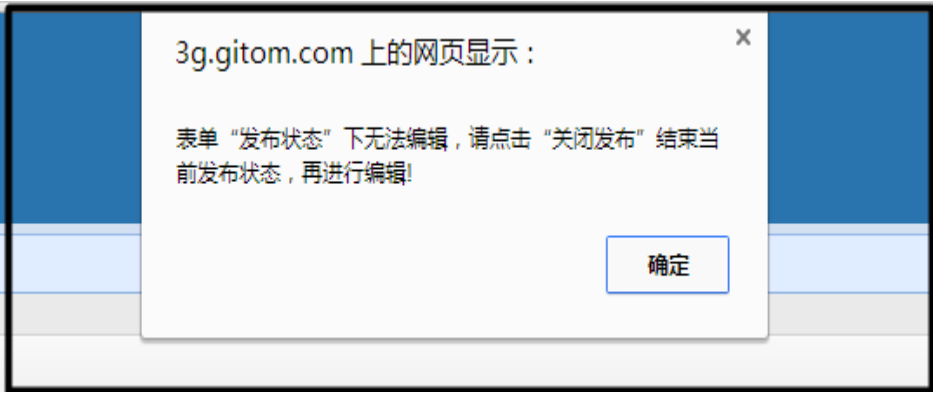 3g.gitom.com 上的网页显示：
表单“发布状态”下无法编辑，请点击“关闭发布”结束当
前发布状态，再进行编辑!
确定